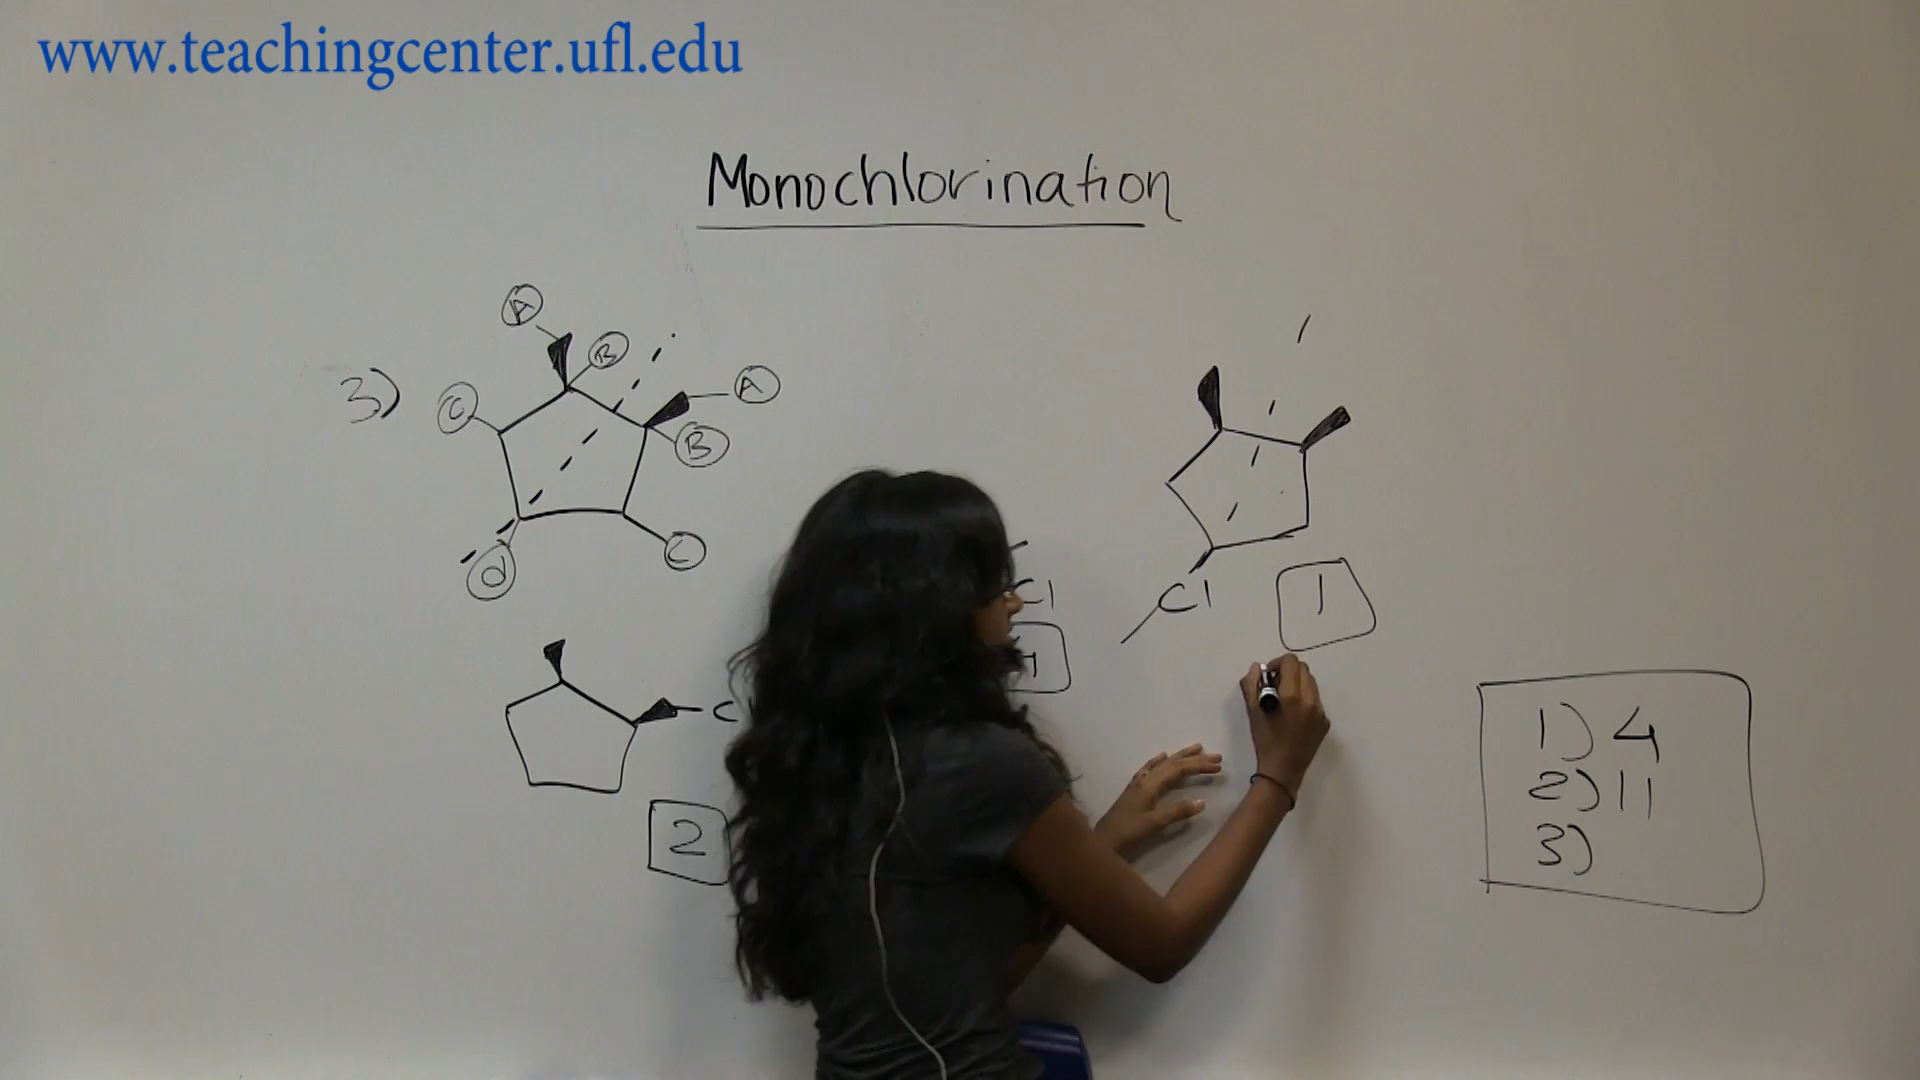 www.teachingcenter.ufl.edu
Monochlorination
3)
A
B
A
C
B
C
d
Cl
1
Cl
C
2
1) 4
2) 11
3)